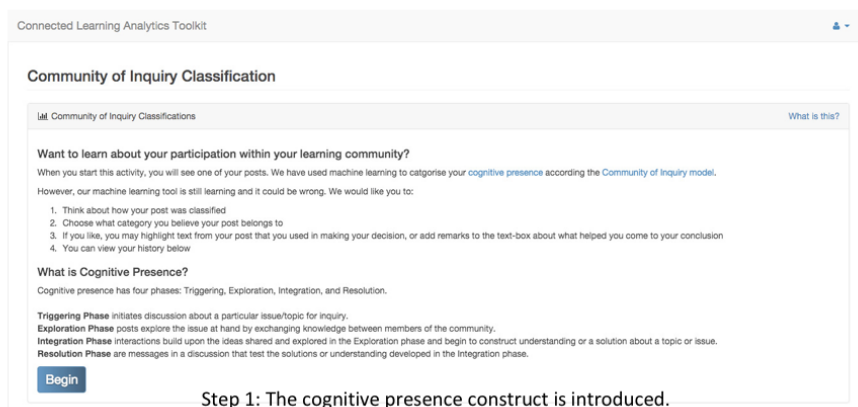 Connected Learning Analytics Toolkit
Community of Inquiry Classification
Community of Inquiry Classifications
What is this?
Want to learn about your participation within your learning community?
When you start this activity, you will see one of your posts. We have used machine learning to catgorise your cognitive presence according the Community of Inquiry model.
However, our machine learning tool is still learning and it could be wrong. We would like you to:
1. Think about how your post was classified
2. Choose what category you believe your post belongs to
3. If you like, you may highlight text from your post that you used in making your decision, or add remarks to the text-box about what helped you come to your conclusion
4. You can view your history below
What is Cognitive Presence?
Cognitive presence has four phases: Triggering, Exploration, Integration, and Resolution.
Triggering Phase initiates discussion about a particular issue/topic for inquiry.
Exploration Phase posts explore the issue at hand by exchanging knowledge between members of the community.
Integration Phase interactions build upon the ideas shared and explored in the Exploration phase and begin to construct understanding or a solution about a topic or issue.
Resolution Phase are messages in a discussion that test the solutions or understanding developed in the Integration phase.
Begin
Step 1: The cognitive presence construct is introduced.